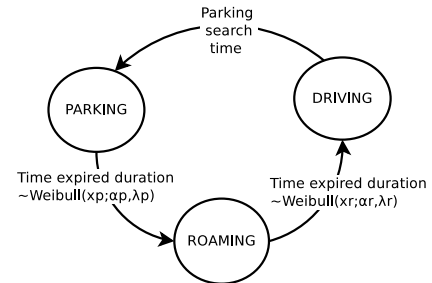 Parking
search
time
PARKING
DRIVING
Time expired duration
~Weibull(xp;αp,λp)
Time expired duration
~Weibull(xr;αr,λr)
ROAMING